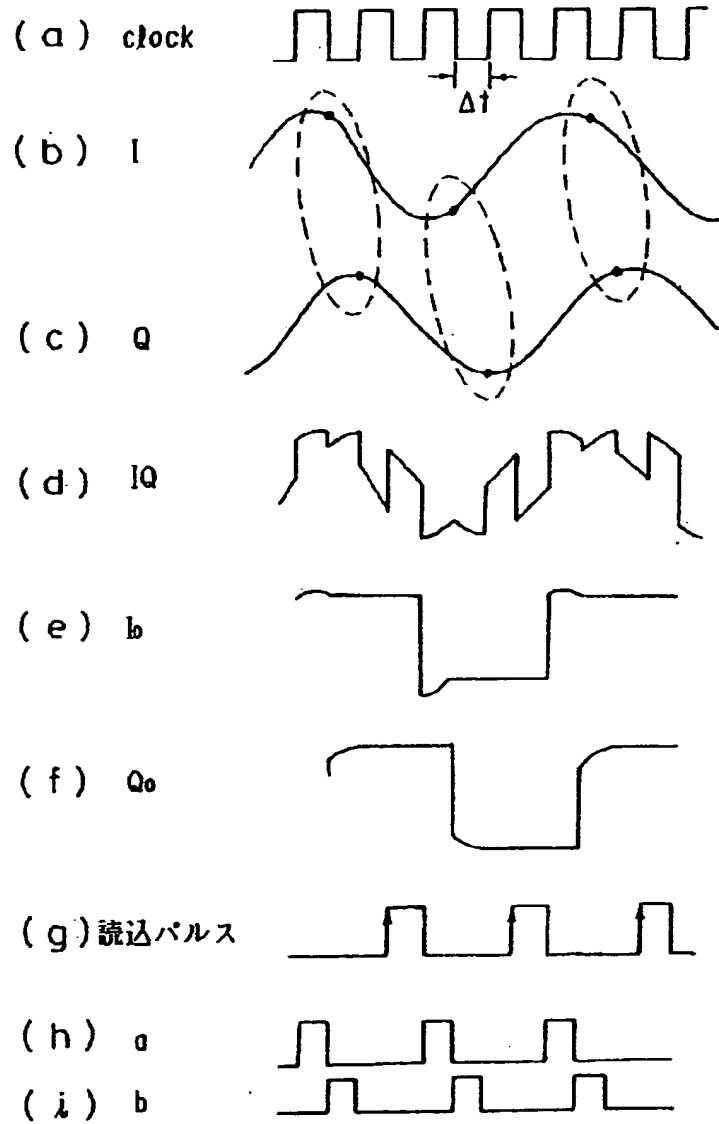 (a) clock
Δt
(b) I
(c) Q
(d) IQ
(e) Io
(f) Qo
(g) 読込パルス
(h) a
(i) b